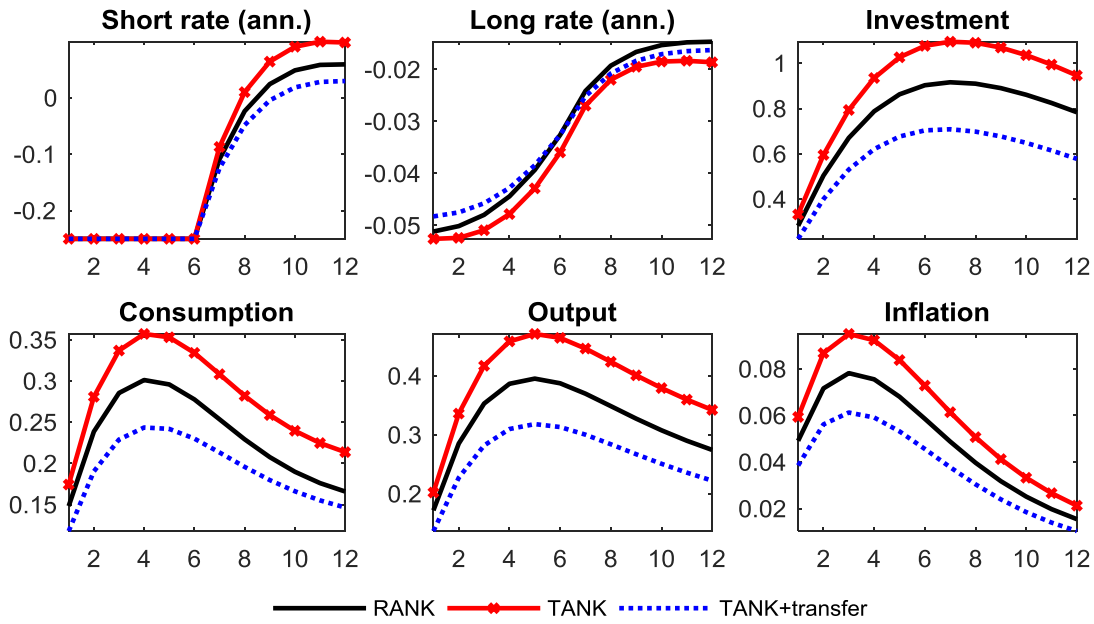 Short rate (ann.) Long rate (ann.) Investment
0
-0.1
-0.2
2 4 6 8 10 12
-0.02
-0.03
-0.04
-0.05
2 4 6 8 10 12
1
0.8
0.6
0.4
2 4 6 8 10 12
Consumption Output Inflation
0.35
0.3
0.25
0.2
0.15
2 4 6 8 10 12
0.4
0.3
0.2
2 4 6 8 10 12
0.08
0.06
0.04
0.02
2 4 6 8 10 12
RANK TANK TANK+transfer